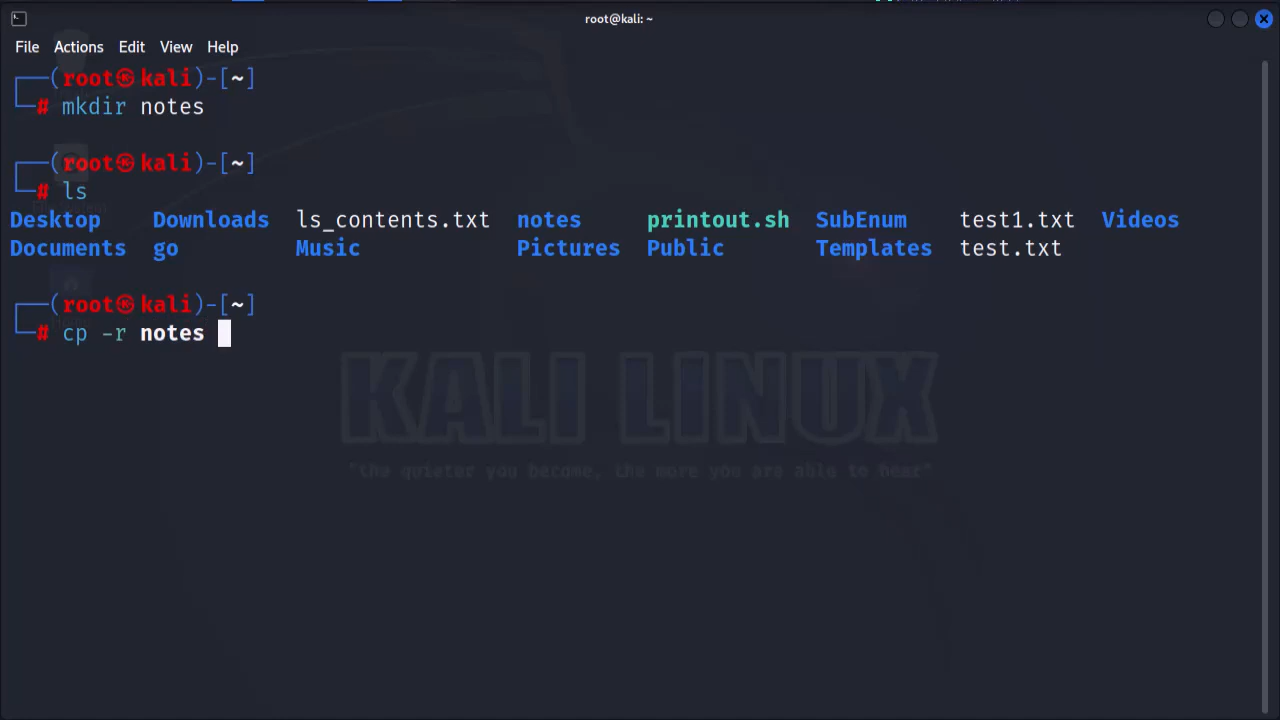 root@kali: ~
File Actions Edit View Help
┌──(root㉿kali)-[~]
└─# mkdir notes
┌──(root㉿kali)-[~]
└─# ls
Desktop Downloads ls_contents.txt notes printout.sh SubEnum test1.txt Videos
Documents go Music Pictures Public Templates test.txt
┌──(root㉿kali)-[~]
└─# cp -r notes
KALI LINUX
"the quieter you become, the more you are able to hear"